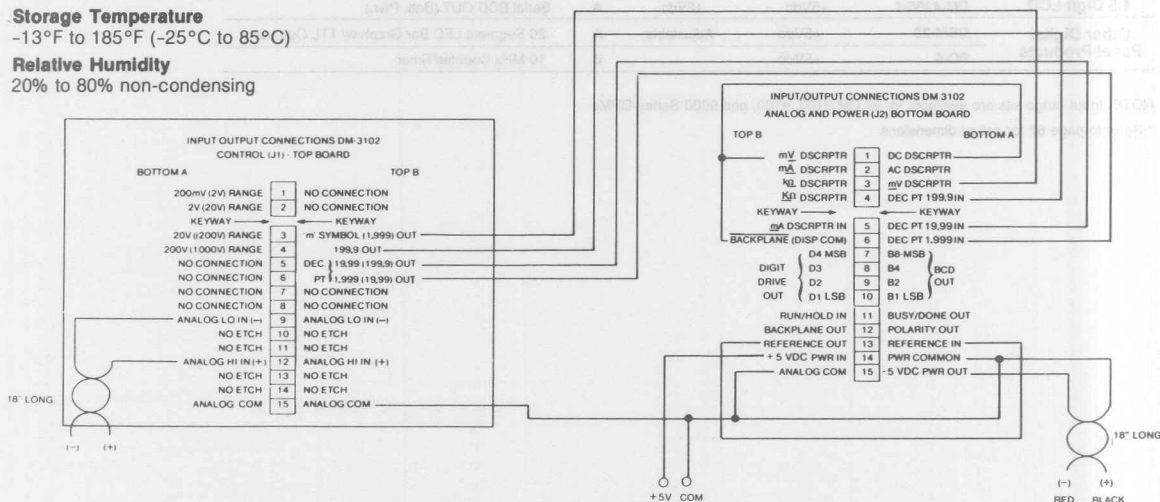 Storage Temperature
-13°F to 185°F (-25°C to 85°C)
Relative Humidity
20% to 80% non-condensing
INPUT OUTPUT CONNECTIONS DM-3102
CONTROL (J1) - TOP BOARD
BOTTOM A TOP B
200mV (2V) RANGE 1 NO CONNECTION
2V (20V) RANGE 2 NO CONNECTION
KEYWAY KEYWAY
20V ((200V) RANGE 3 'm' SYMBOL (1,999) OUT
200V (1000V) RANGE 4 199,9 OUT
NO CONNECTION 5 DEC 19,99 (199,9) OUT
NO CONNECTION 6 PT 1,999 (19,99) OUT
NO CONNECTION 7 NO CONNECTION
NO CONNECTION 8 NO CONNECTION
ANALOG LO IN (-) 9 ANALOG LO IN (-)
NO ETCH 10 NO ETCH
NO ETCH 11 NO ETCH
ANALOG HI IN (+) 12 ANALOG HI IN (+)
NO ETCH 13 NO ETCH
NO ETCH 14 NO ETCH
ANALOG COM 15 ANALOG COM
18" LONG
(-) (+)
INPUT/OUTPUT CONNECTIONS DM 3102
ANALOG AND POWER (J2) BOTTOM BOARD
TOP B BOTTOM A
mV DSCRPTR 1 DC DSCRPTR
mA DSCRPTR 2 AC DSCRPTR
kΩ DSCRPTR 3 mV DSCRPTR
KΩ DSCRPTR 4 DEC PT 199,9 IN
KEYWAY KEYWAY
mA DSCRPTR IN 5 DEC PT 19,99 IN
BACKPLANE (DISP COM) 6 DEC PT 1,999 IN
D4 MSB 7 B8-MSB
DIGIT D3 8 B4 BCD
DRIVE D2 9 B2 OUT
OUT D1 LSB 10 B1 LSB
RUN/HOLD IN 11 BUSY/DONE OUT
BACKPLANE OUT 12 POLARITY OUT
REFERENCE OUT 13 REFERENCE IN
+ 5 VDC PWR IN 14 PWR COMMON
ANALOG COM 15 -5 VDC PWR OUT
18" LONG
(-) (+)
RED BLACK
+5V COM